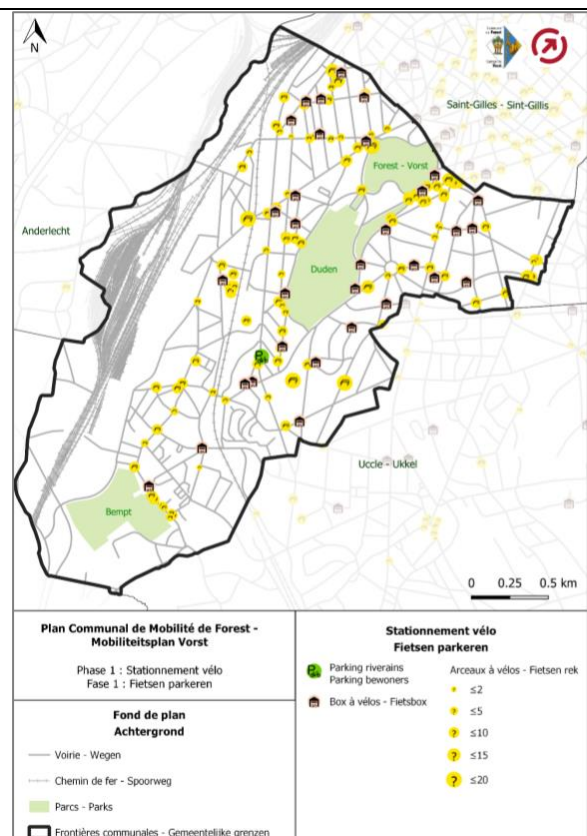 N
Saint-Gilles - Sint-Gillis
Forest - Vorst
Anderlecht
Duden
Uccle - Ukkel
Bempt
0 0.25 0.5 km
Plan Communal de Mobilité de Forest -
Mobiliteitsplan Vorst
Phase 1 : Stationnement vélo
Fase 1 : Fietsen parkeren
Fond de plan
Achtergrond
Voirie - Wegen
Chemin de fer - Spoorweg
Parcs - Parks
Frontières communales - Gemeentelijke grenzen
Stationnement vélo
Fietsen parkeren
Parking riverains
Parking bewoners
Box à vélos - Fietsbox
Arceaux à vélos - Fietsen rek
≤2
≤5
≤10
≤15
≤20